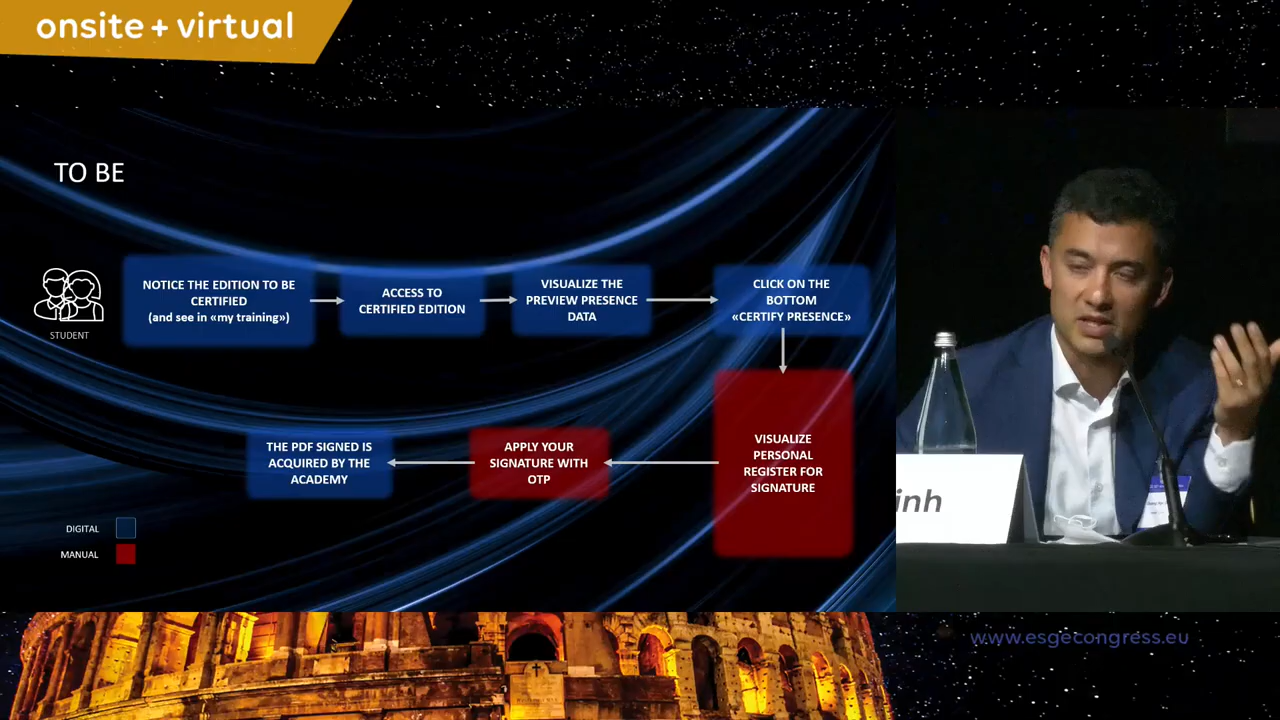 onsite + virtual
TO BE
NOTICE THE EDITION TO BE
CERTIFIED
(and see in «my training»)
ACCESS TO
CERTIFIED EDITION
VISUALIZE THE
PREVIEW PRESENCE
DATA
CLICK ON THE
BOTTOM
«CERTIFY PRESENCE»
STUDENT
VISUALIZE
PERSONAL
REGISTER FOR
SIGNATURE
APPLY YOUR
SIGNATURE WITH
OTP
THE PDF SIGNED IS
ACQUIRED BY THE
ACADEMY
DIGITAL
MANUAL
inh
www.esgecongress.eu